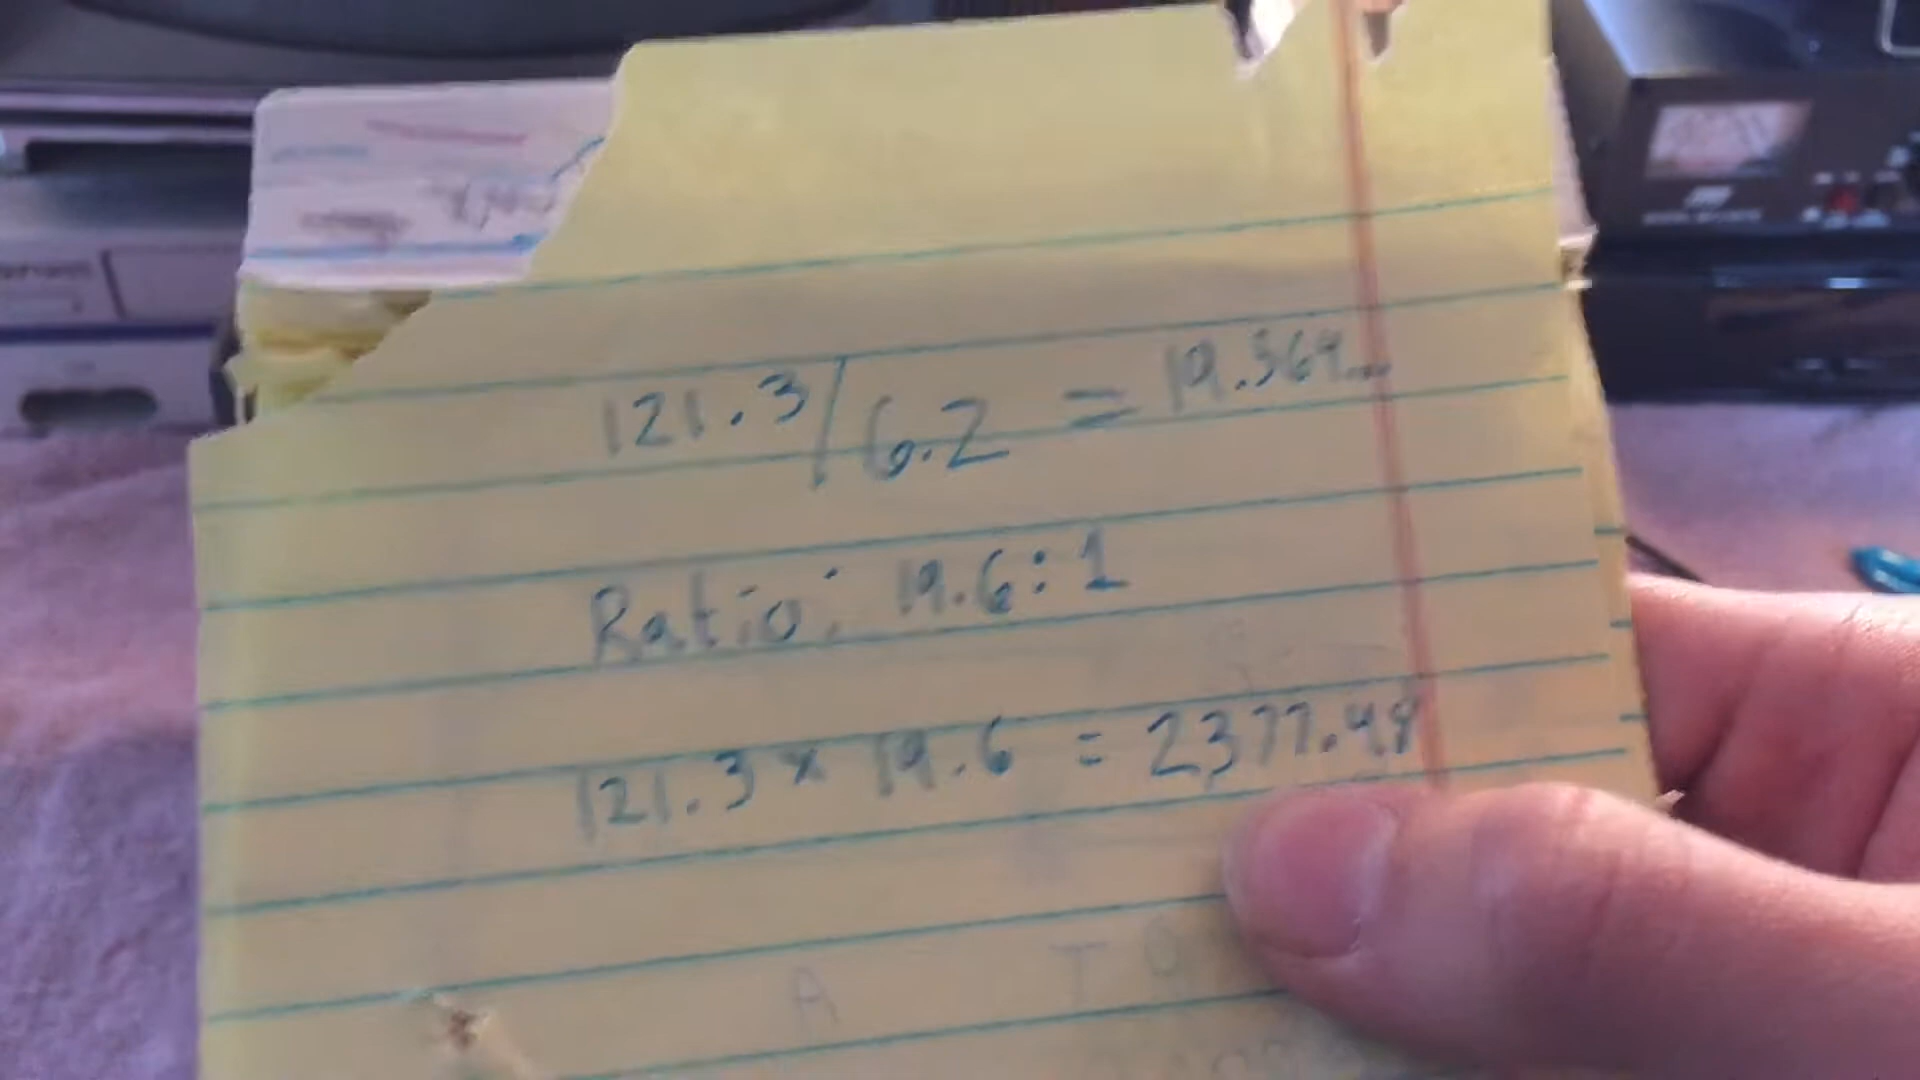 121.3/6.2 = 19.564...
Ratio: 19.6:1
121.3 x 19.6 = 2377.48
A I